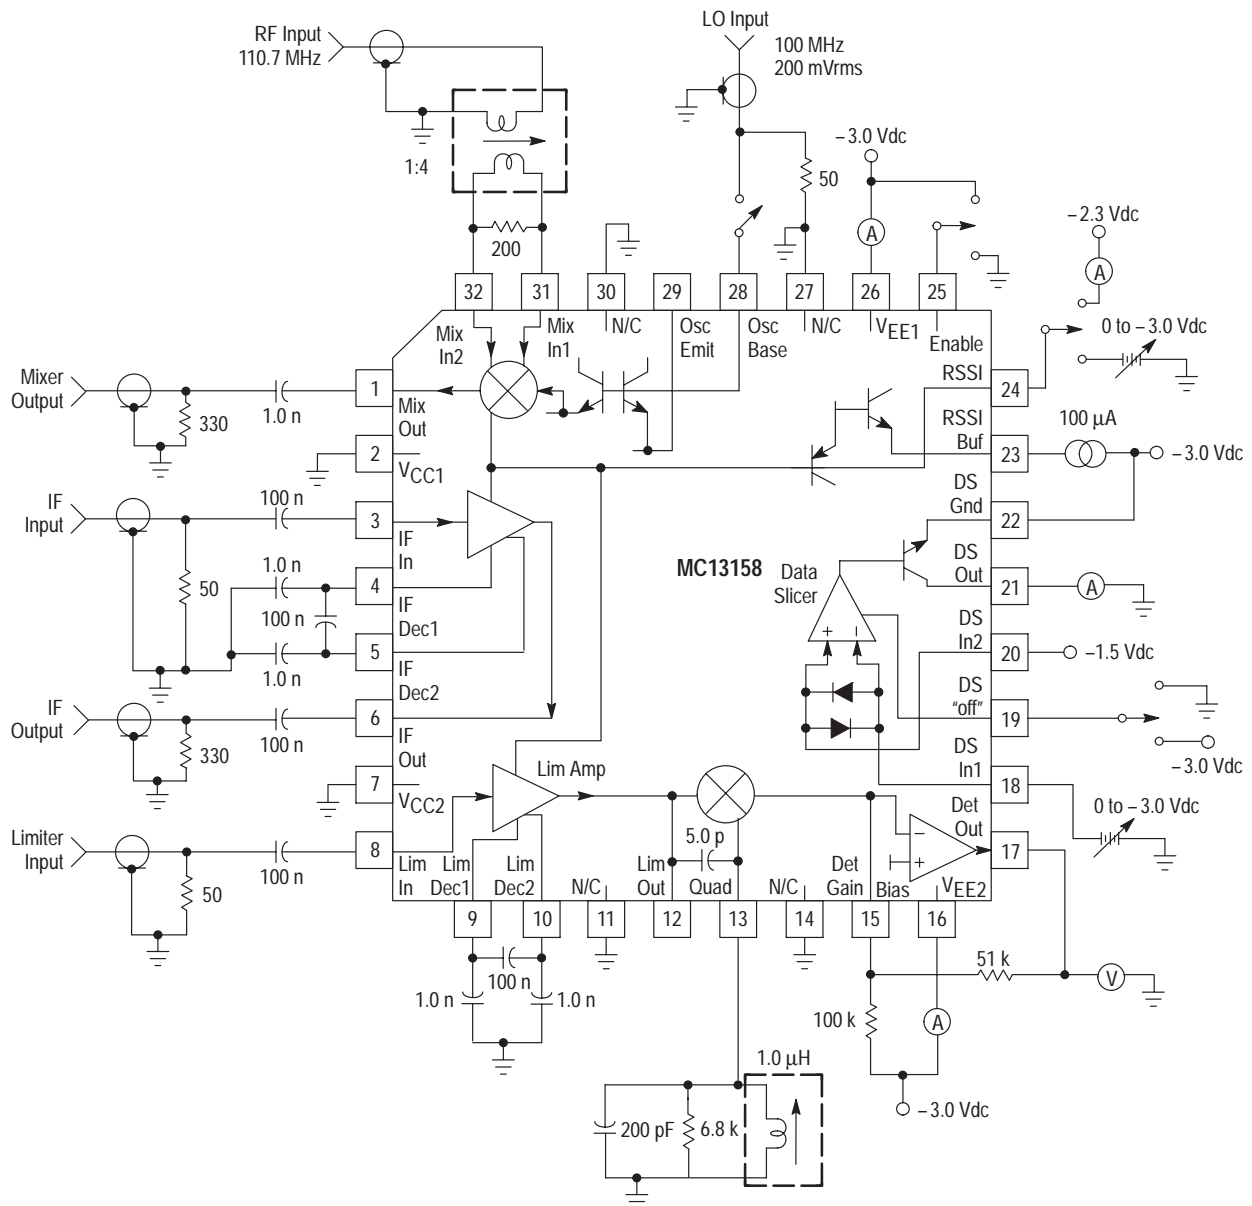 RF Input
110.7 MHz
LO Input
100 MHz
200 mVrms
–3.0 Vdc
1:4
50
–2.3 Vdc
A
A
200
32
31
30
29
28
27
26
25
Mix
In2
Mix
In1
N/C
Osc
Emit
Osc
Base
N/C
VEE1
Enable
0 to –3.0 Vdc
Mixer
Output
1.0 n
330
1
Mix
Out
RSSI
24
RSSI
Buf
23
100 µA
–3.0 Vdc
2
VCC1
IF
Input
100 n
3
IF
In
DS
Gnd
22
MC13158
Data
Slicer
50
1.0 n
4
IF
Dec1
100 n
DS
Out
21
A
1.0 n
5
IF
Dec2
+
–
DS
In2
20
–1.5 Vdc
IF
Output
330
100 n
6
IF
Out
DS
"off"
19
–3.0 Vdc
7
VCC2
Lim Amp
DS
In1
18
0 to –3.0 Vdc
Limiter
Input
50
100 n
8
Lim
In
Lim
Dec1
Lim
Dec2
N/C
Lim
Out
5.0 p
Quad
N/C
Det
Gain
Bias
–
+
Det
Out
17
VEE2
9
10
11
12
13
14
15
16
100 n
1.0 n
1.0 n
51 k
V
100 k
A
–3.0 Vdc
1.0 µH
200 pF
6.8 k